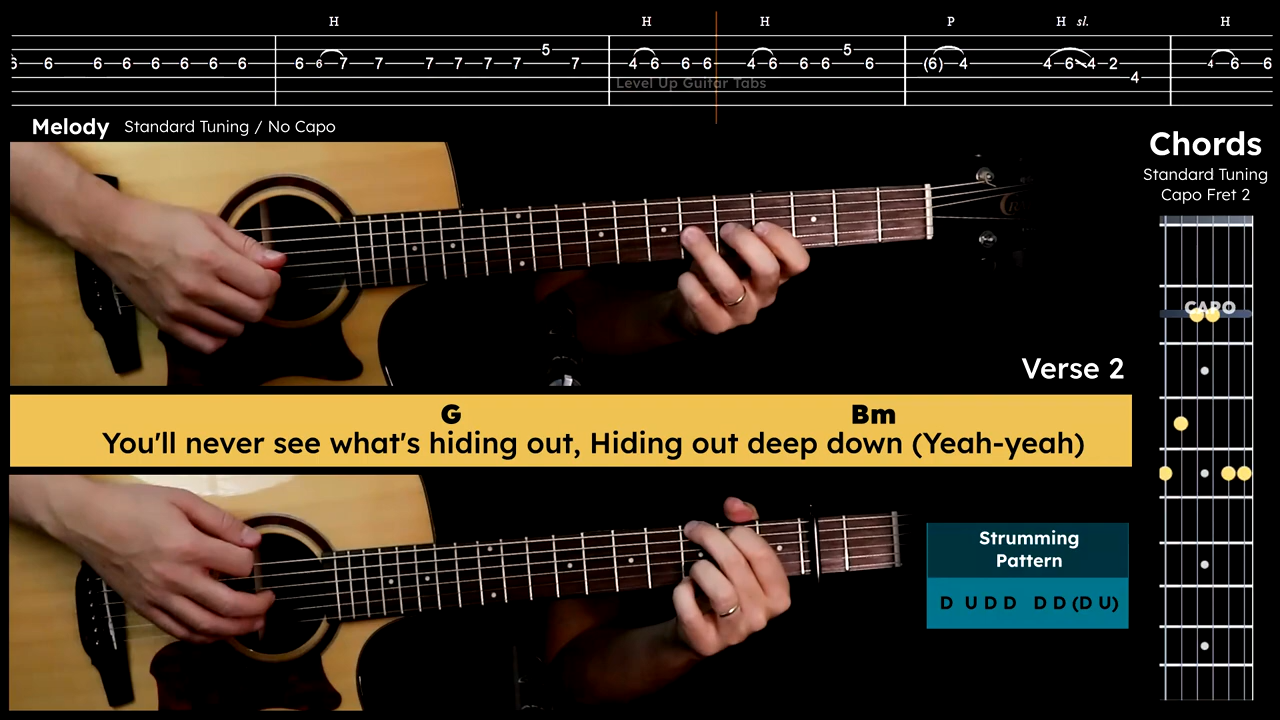 H H H P H sl. H
5 5
6 6 6 6 6 6 6 6 6 7 7 7 7 7 7 7 4 6 6 6 4 6 6 6 6 (6) 4 4 6 4 2 4 6 6
4
Level Up Guitar Tabs
Melody Standard Tuning / No Capo
Chords
Standard Tuning
Capo Fret 2
CAPO
Verse 2
G Bm
You'll never see what's hiding out, Hiding out deep down (Yeah-yeah)
Strumming
Pattern
D U D D D D (D U)